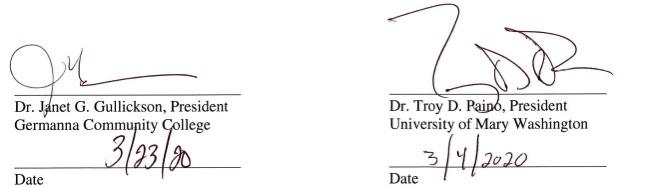 Dr. Janet G. Gullickson, President
Germanna Community College
3/23/20
Date
Dr. Troy D. Paino, President
University of Mary Washington
3/4/2020
Date